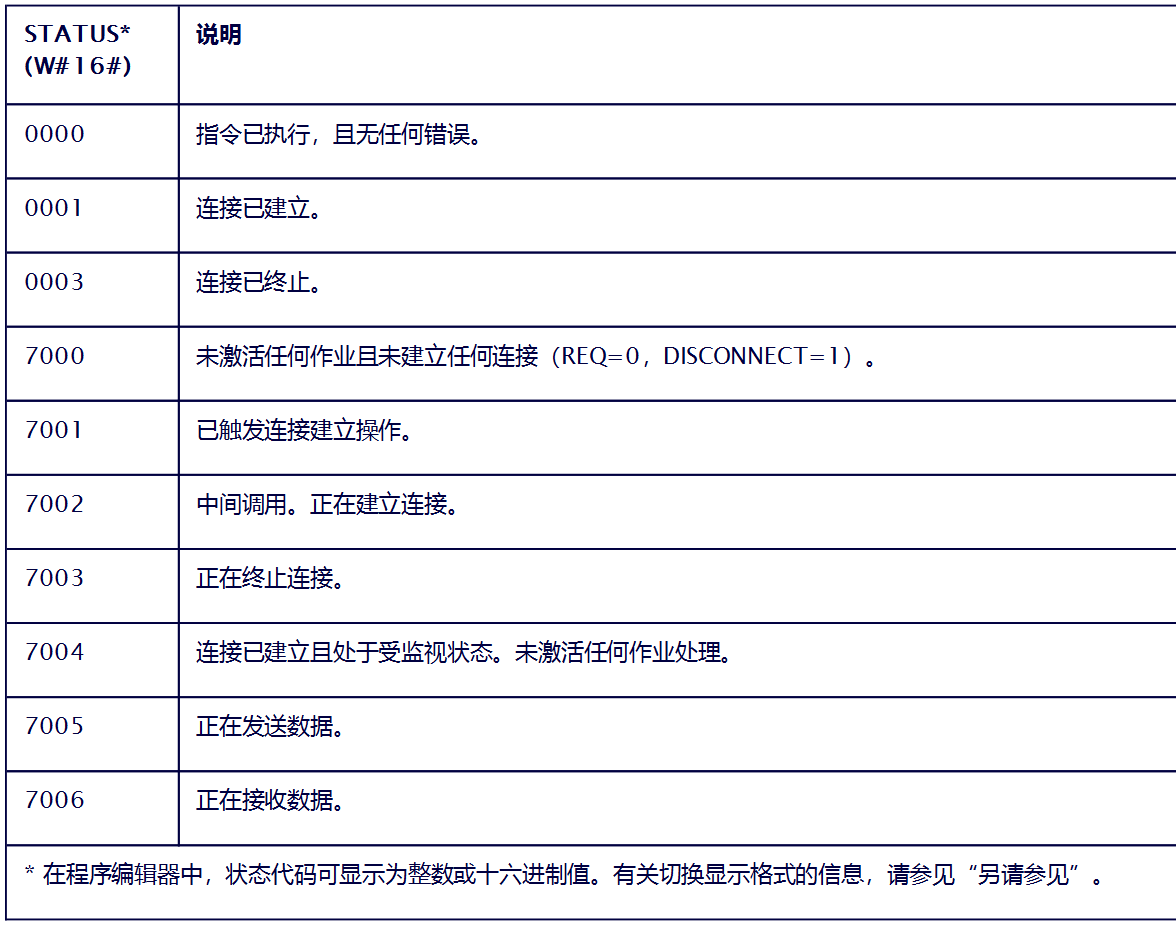 STATUS* 说明
(W#16#)
0000 指令已执行，且无任何错误。
0001 连接已建立。
0003 连接已终止。
7000 未激活任何作业且未建立任何连接（REQ=0，DISCONNECT=1）。
7001 已触发连接建立操作。
7002 中间调用。正在建立连接。
7003 正在终止连接。
7004 连接已建立且处于受监视状态。未激活任何作业处理。
7005 正在发送数据。
7006 正在接收数据。
* 在程序编辑器中，状态代码可显示为整数或十六进制值。有关切换显示格式的信息，请参见“另请参见”。